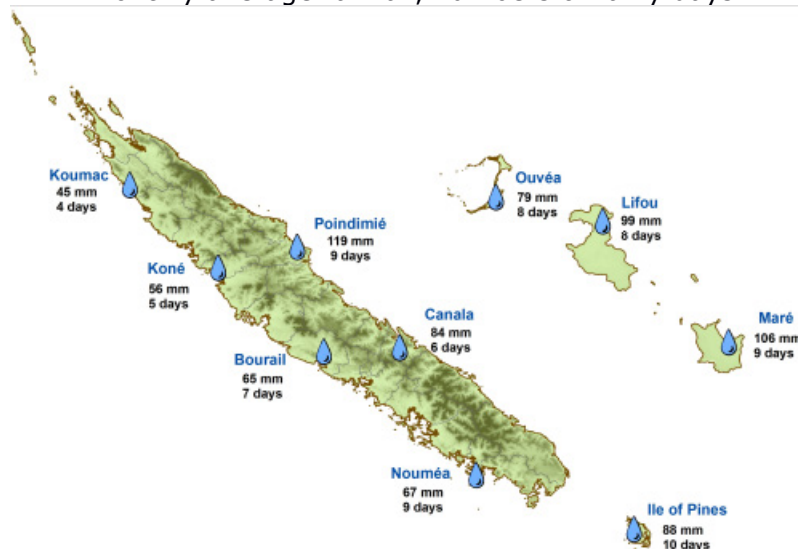 Koumac
45 mm
4 days
Poindimié
119 mm
9 days
Koné
56 mm
5 days
Ouvéa
79 mm
8 days
Lifou
99 mm
8 days
Canala
84 mm
6 days
Maré
106 mm
9 days
Bourail
65 mm
7 days
Nouméa
67 mm
9 days
Ile of Pines
88 mm
10 days